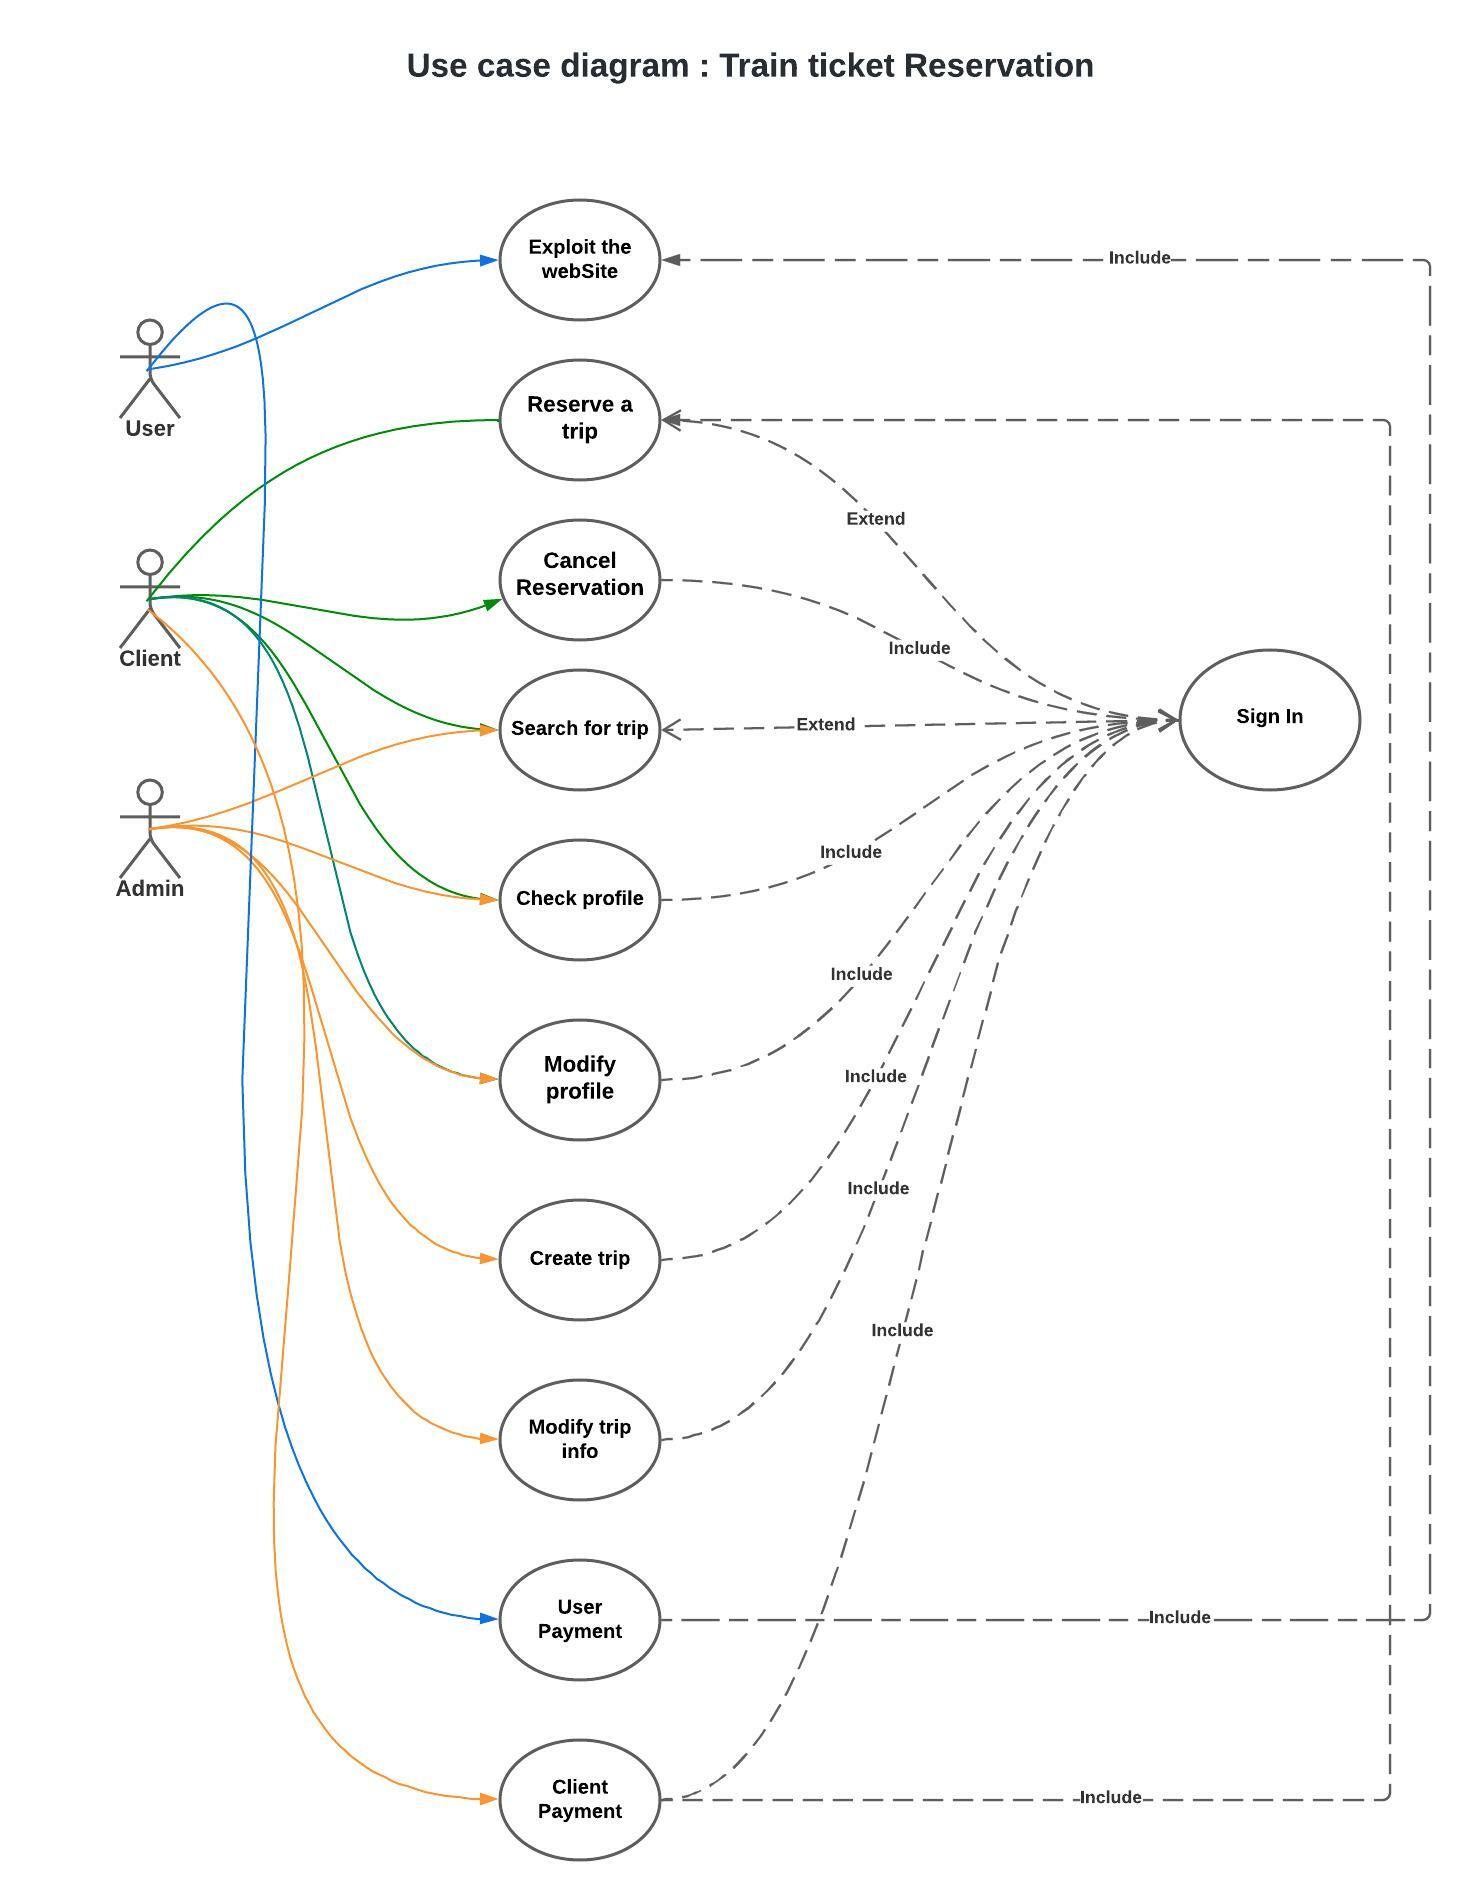 Use case diagram : Train ticket Reservation
Exploit the
webSite
Include
User
Reserve a
trip
Extend
Cancel
Reservation
Include
Client
Search for trip
Extend
Sign In
Admin
Check profile
Include
Include
Modify
profile
Include
Create trip
Include
Include
Modify trip
info
User
Payment
Include
Client
Payment
Include